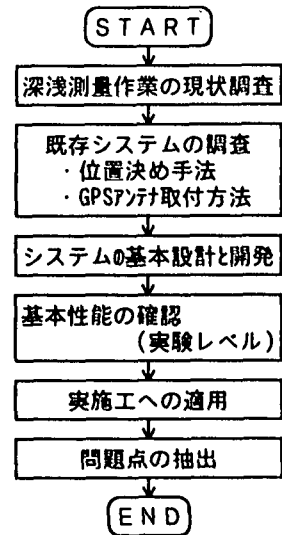 START
深浅測量作業の現状調査
既存システムの調査
・位置決め手法
・GPSｱﾝﾃﾅ取付方法
システムの基本設計と開発
基本性能の確認
(実験レベル)
実施工への適用
問題点の抽出
END